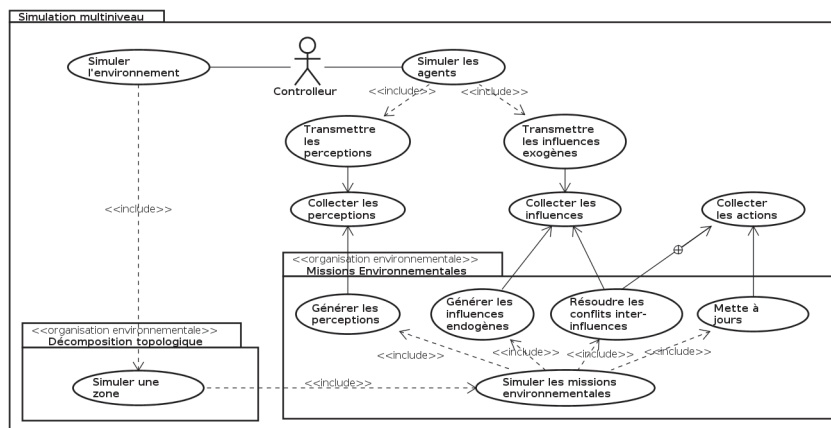 Simulation multiniveau
Simuler
l'environnement
Controlleur
Simuler les
agents
<<include>>
<<include>>
Transmettre
les
perceptions
Transmettre
les influences
exogènes
Collecter les
perceptions
Collecter les
influences
Collecter
les actions
<<include>>
<<organisation environnementale>>
Missions Environnementales
Générer les
perceptions
Générer les
influences
endogènes
Résoudre les
conflits inter-
influences
Mette à
jours
<<organisation environnementale>>
Décomposition topologique
<<include>>
<<include>>
<<include>>
<<include>>
Simuler une
zone
<<include>>
Simuler les missions
environnementales